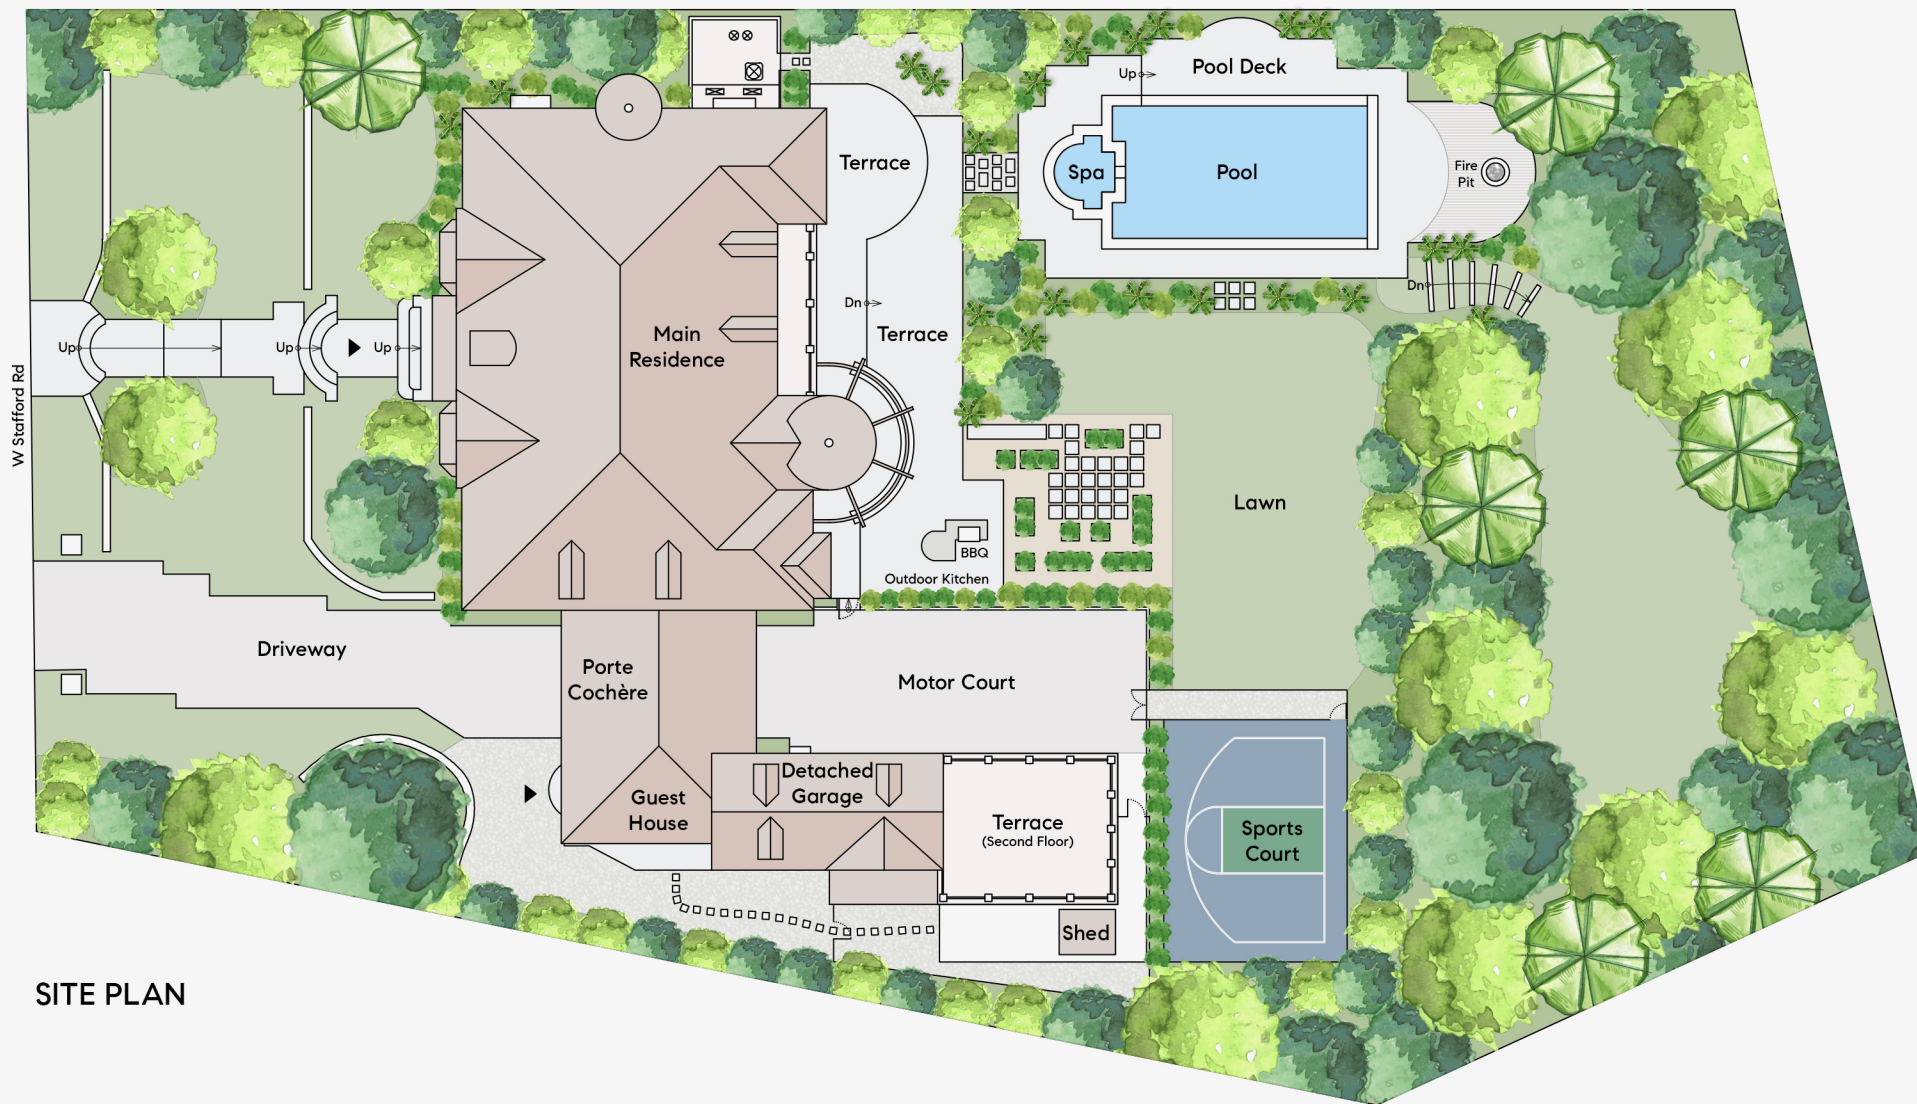 Pool Deck
Up
Terrace
Spa
Pool
Fire
Pit
Dn
Dn
Terrace
Main
Residence
Up
Up
Up
W Stafford Rd
Lawn
BBQ
Outdoor Kitchen
Driveway
Porte
Cochère
Motor Court
Detached
Garage
Guest
House
Terrace
(Second Floor)
Sports
Court
Shed
SITE PLAN